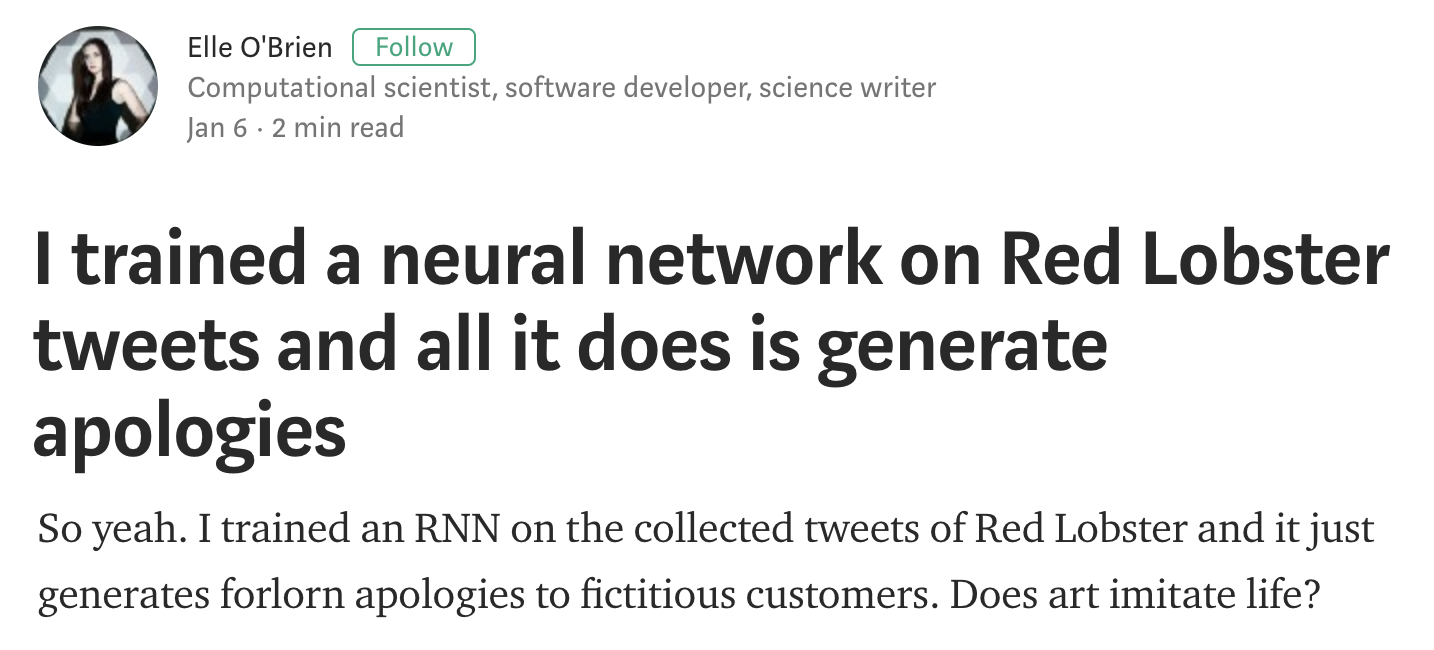 Elle O'Brien Follow
Computational scientist, software developer, science writer
Jan 6 · 2 min read
I trained a neural network on Red Lobster
tweets and all it does is generate
apologies
So yeah. I trained an RNN on the collected tweets of Red Lobster and it just
generates forlorn apologies to fictitious customers. Does art imitate life?